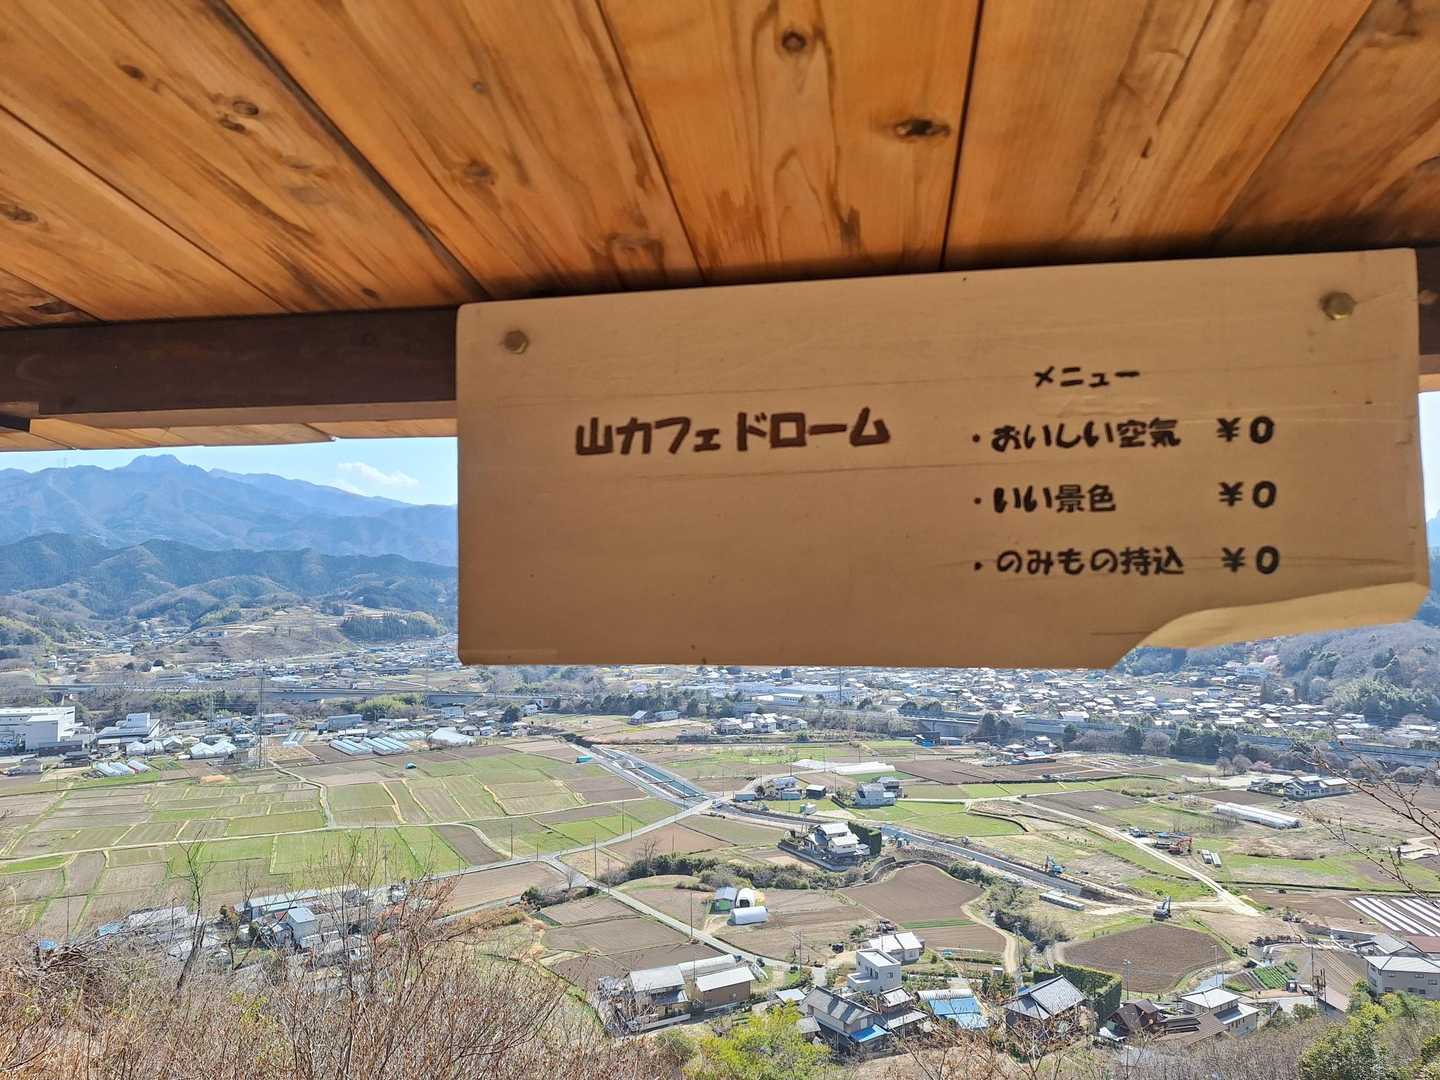 山カフェドローム
メニュー
・おいしい空気 ¥0
・いい景色 ¥0
・のみもの持込 ¥0